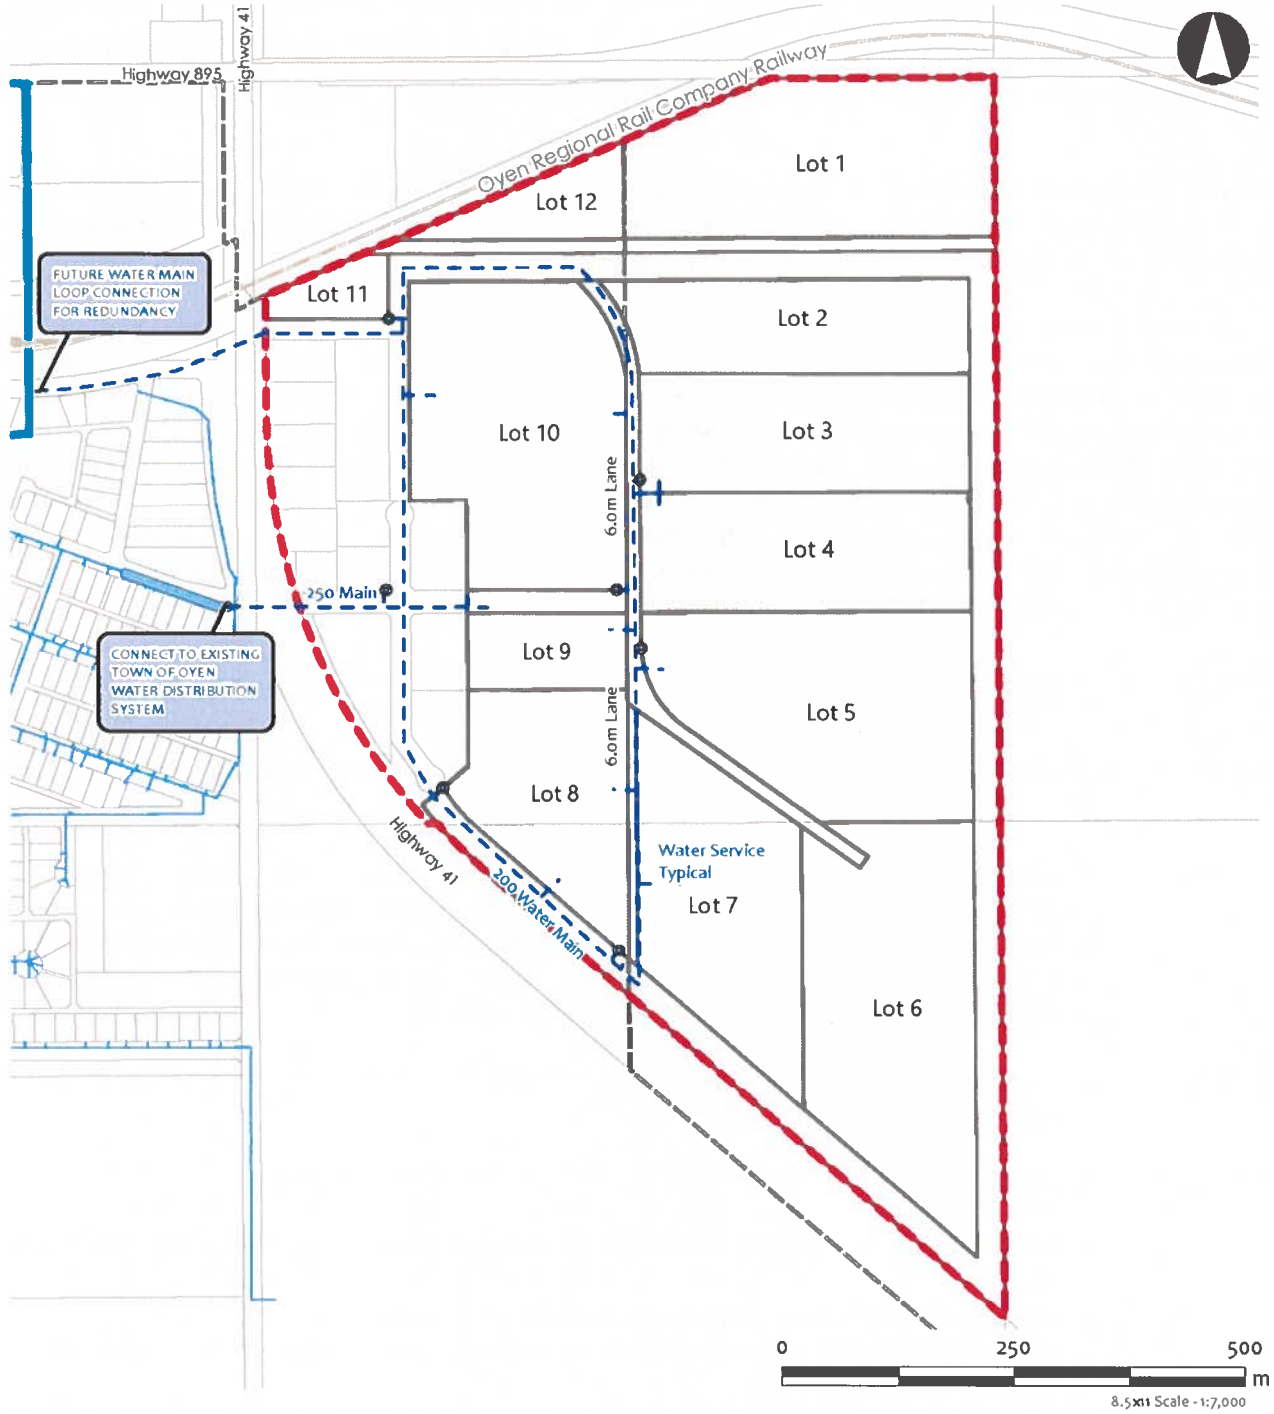 Highway 41
Highway 895
Oyen Regional Rail Company Railway
Lot 1
Lot 12
FUTURE WATER MAIN
LOOP CONNECTION
FOR REDUNDANCY
Lot 11
Lot 2
Lot 10
Lot 3
6.0m Lane
Lot 4
250 Main
CONNECT TO EXISTING
TOWN OF OYEN
WATER DISTRIBUTION
SYSTEM
Lot 9
6.0m Lane
Lot 5
Lot 8
Highway 41
Water Service
Typical
200 Water Main
Lot 7
Lot 6
0 250 500
m
8.5x11 Scale - 1:7,000